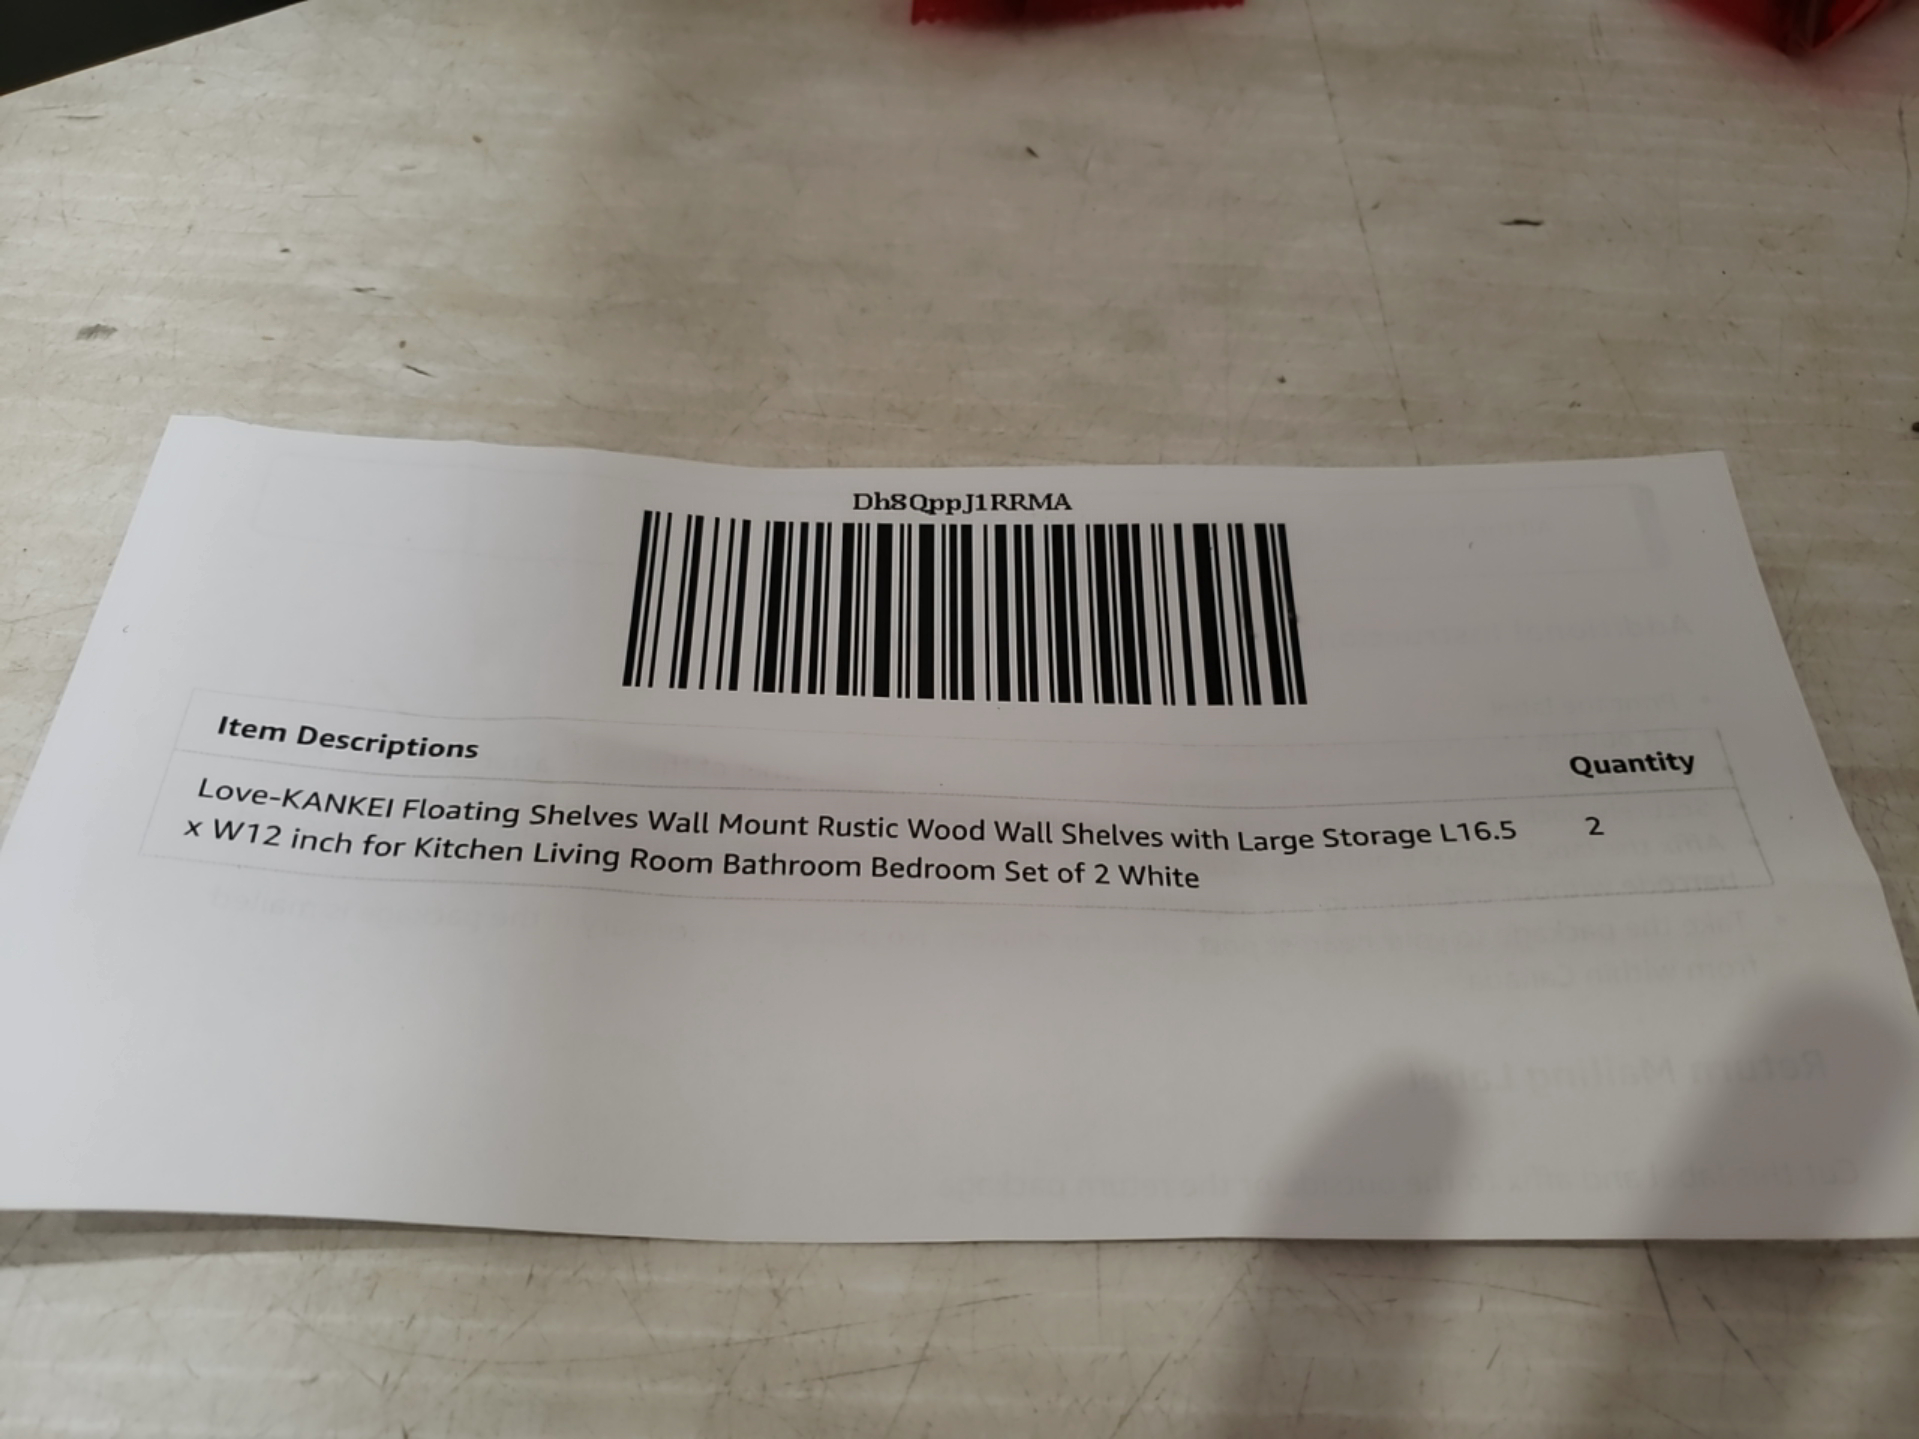 Dh8QppJ1RRMA
Item Descriptions
Quantity
Love-KANKEI Floating Shelves Wall Mount Rustic Wood Wall Shelves with Large Storage L16.5
2
x W12 inch for Kitchen Living Room Bathroom Bedroom Set of 2 White